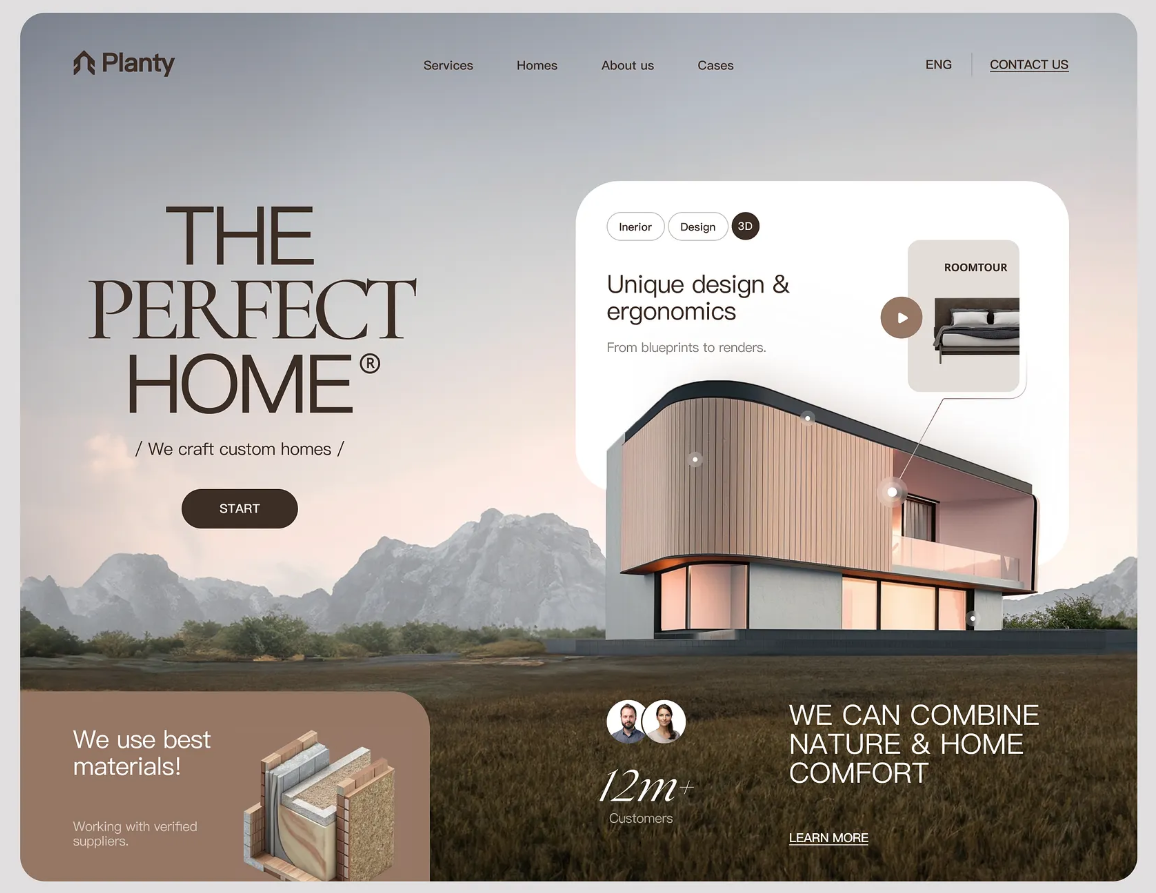 Planty
Services
Homes
About us
Cases
ENG
CONTACT US
THE
PERFECT
HOME®
/ We craft custom homes /
START
Inerior
Design
3D
Unique design &
ergonomics
From blueprints to renders.
ROOMTOUR
We use best
materials!
Working with verified
suppliers.
12m+
Customers
WE CAN COMBINE
NATURE & HOME
COMFORT
LEARN MORE